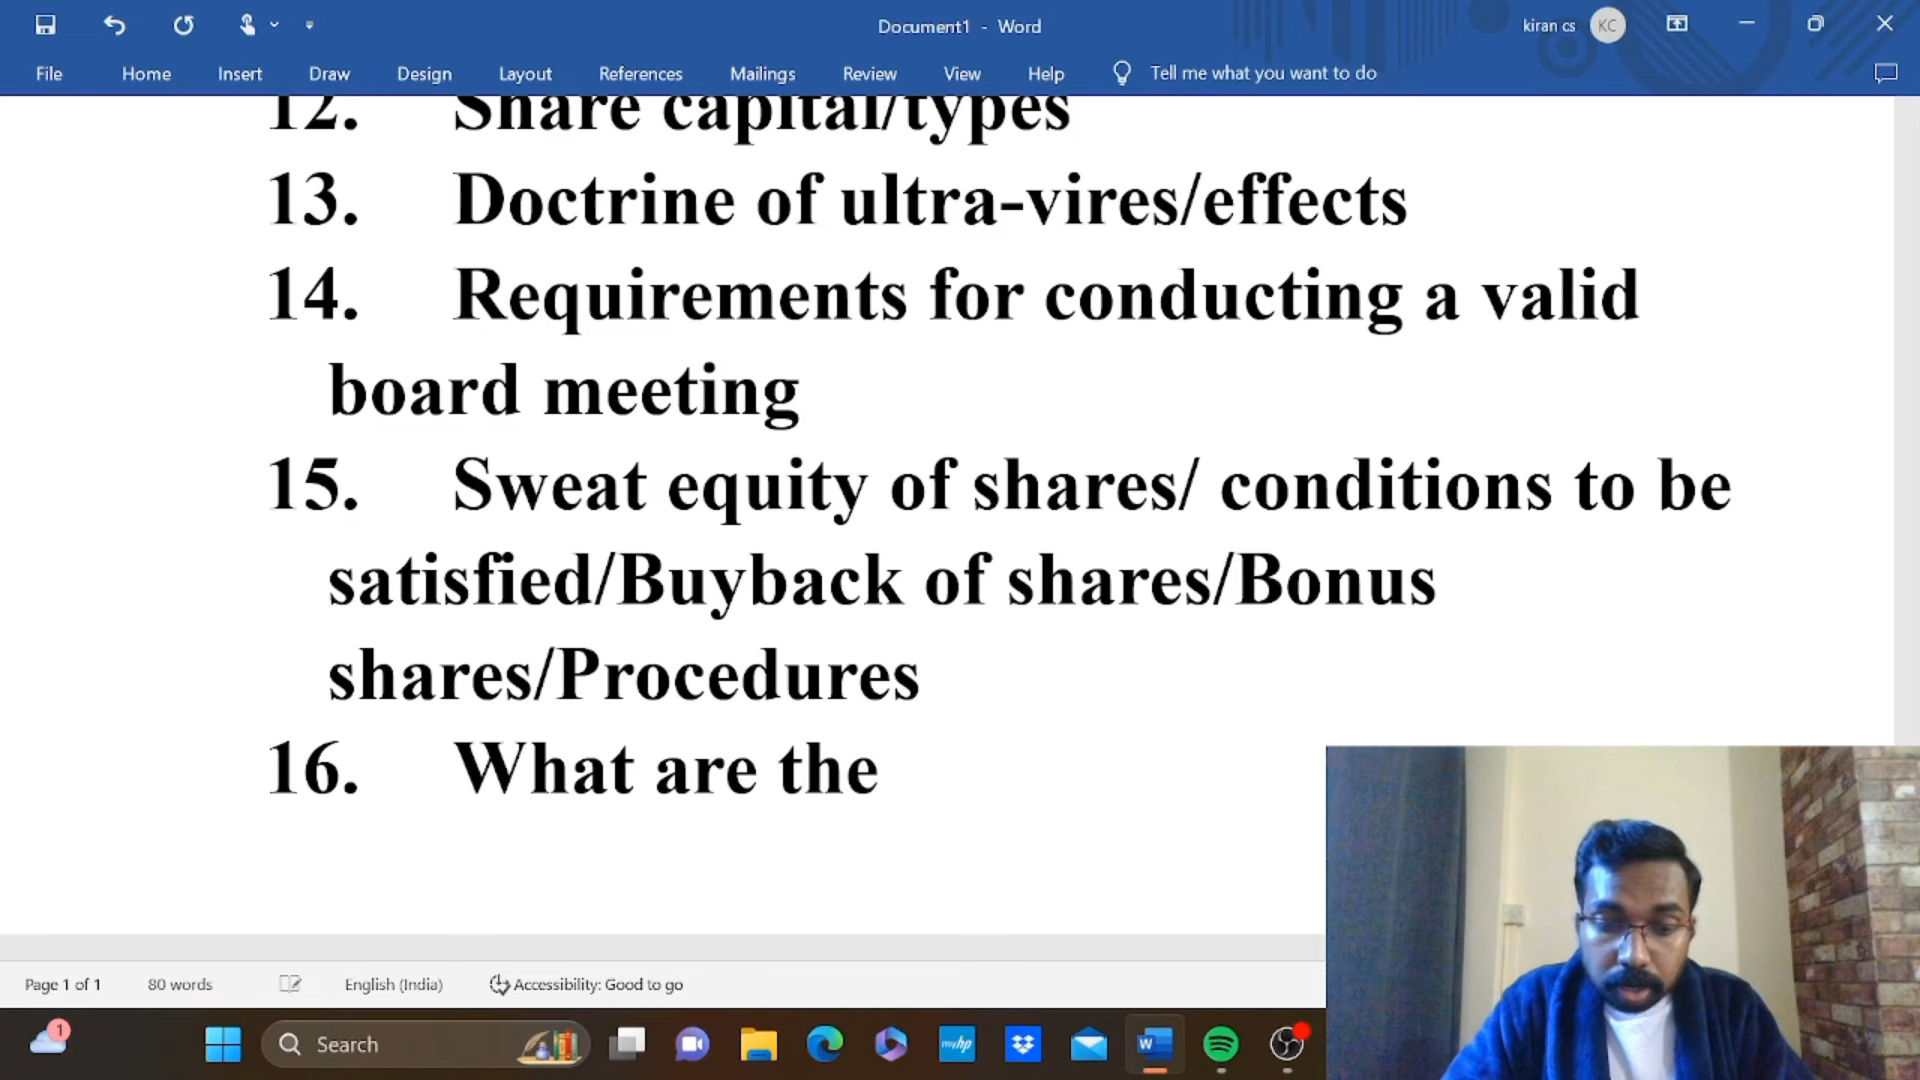 Document1 - Word
kiran cs KC
File Home Insert Draw Design Layout References Mailings Review View Help Tell me what you want to do
12. Share capital/types
13. Doctrine of ultra-vires/effects
14. Requirements for conducting a valid
board meeting
15. Sweat equity of shares/ conditions to be
satisfied/Buyback of shares/Bonus
shares/Procedures
16. What are the
Page 1 of 1 80 words English (India) Accessibility: Good to go
1 Search myhp W